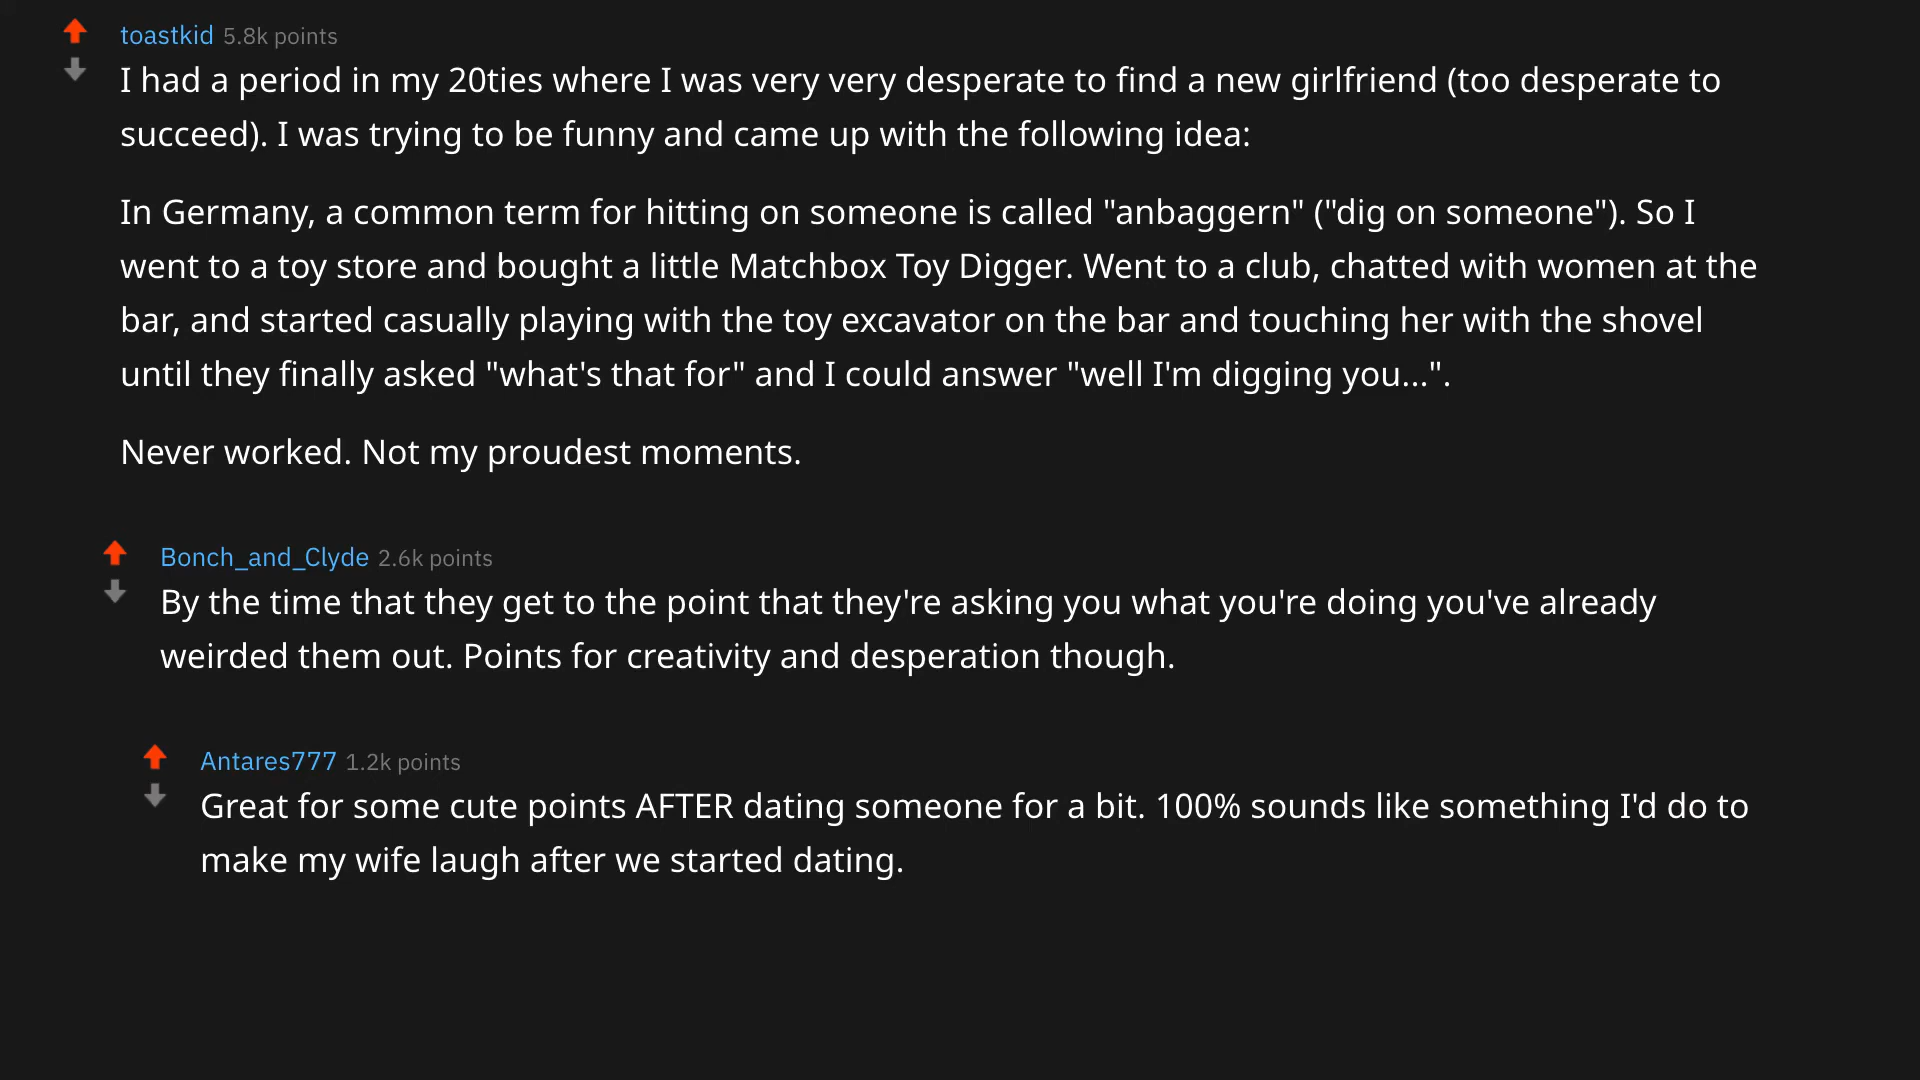 toastkid 5.8k points
I had a period in my 20ties where I was very very desperate to find a new girlfriend (too desperate to
succeed). I was trying to be funny and came up with the following idea:
In Germany, a common term for hitting on someone is called "anbaggern" ("dig on someone"). So I
went to a toy store and bought a little Matchbox Toy Digger. Went to a club, chatted with women at the
bar, and started casually playing with the toy excavator on the bar and touching her with the shovel
until they finally asked "what's that for" and I could answer "well I'm digging you...".
Never worked. Not my proudest moments.
Bonch_and_Clyde 2.6k points
By the time that they get to the point that they're asking you what you're doing you've already
weirded them out. Points for creativity and desperation though.
Antares777 1.2k points
Great for some cute points AFTER dating someone for a bit. 100% sounds like something I'd do to
make my wife laugh after we started dating.